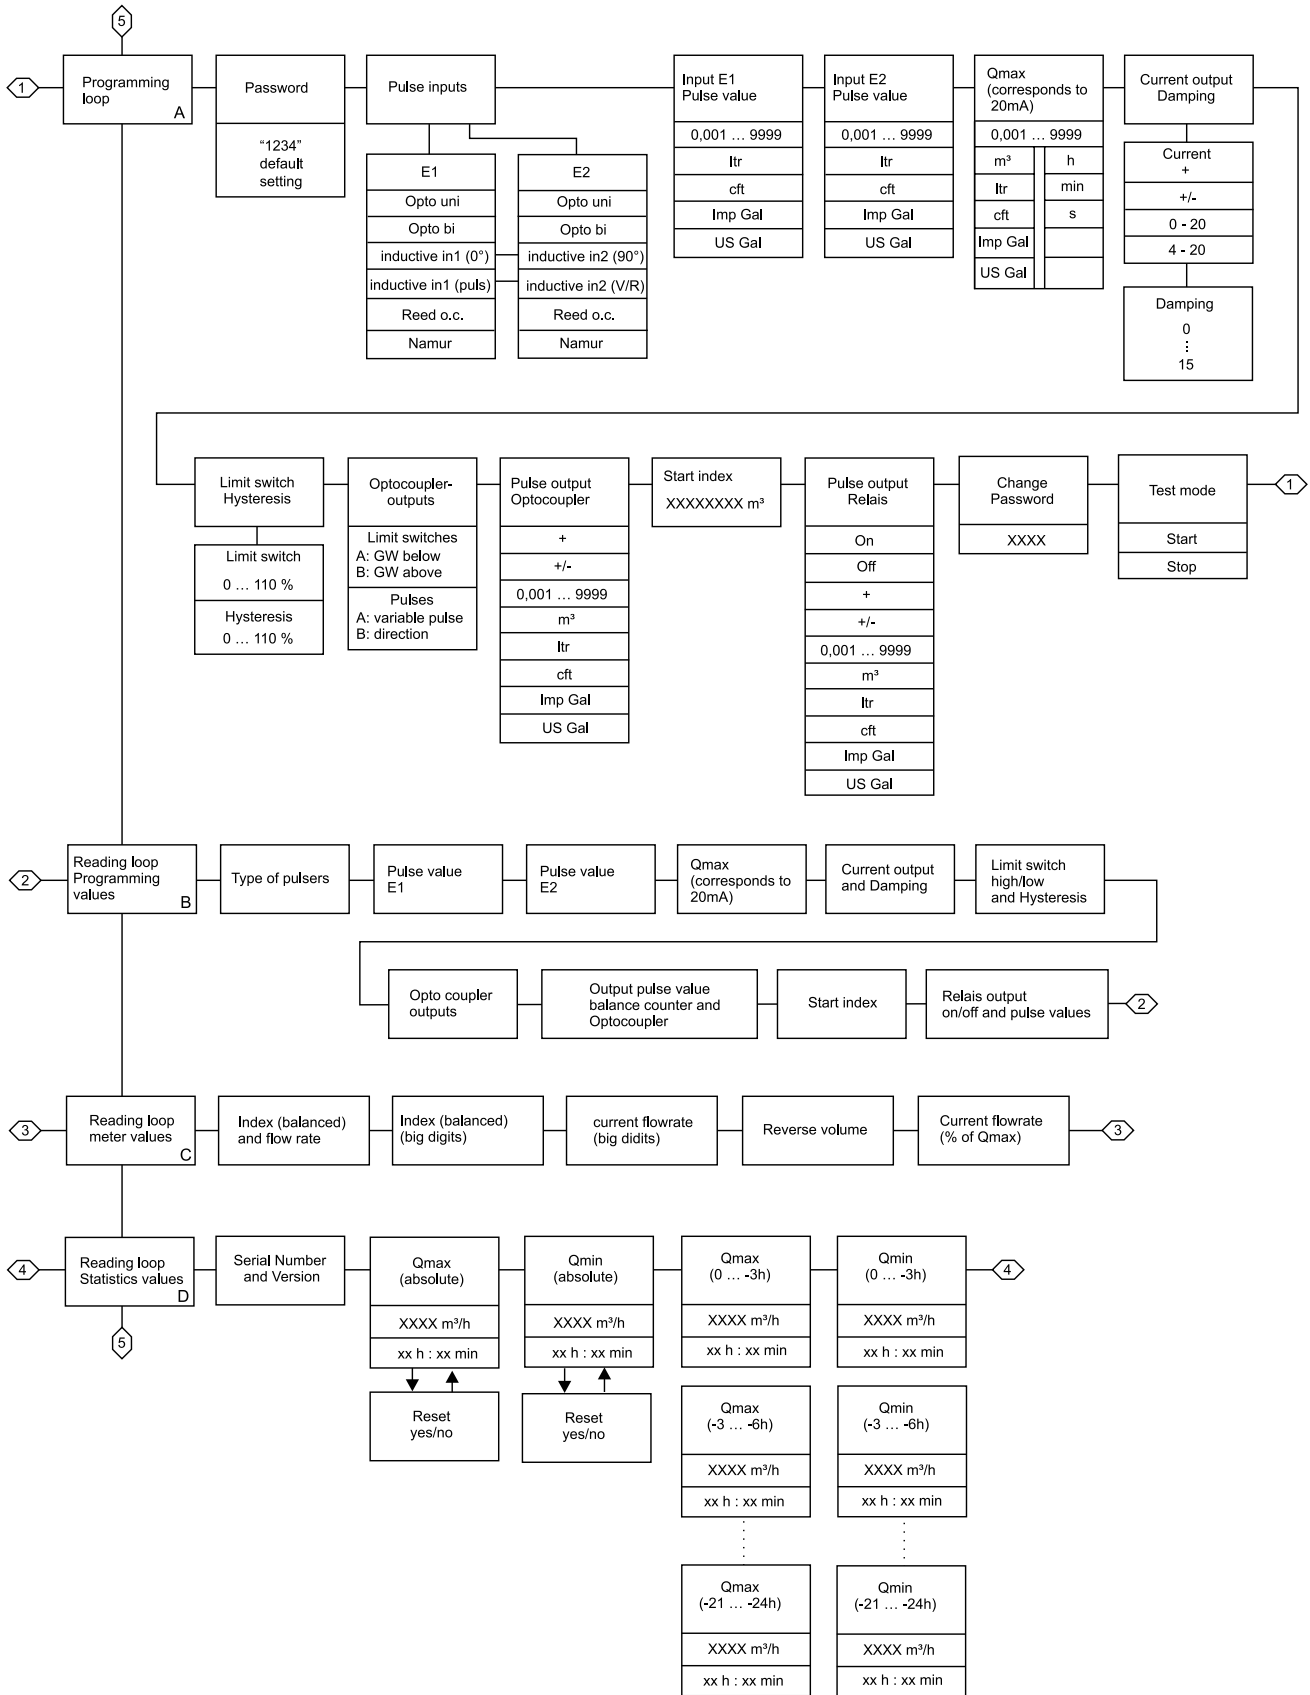 5
1
Programming
loop
A
Password
"1234"
default
setting
Pulse inputs
E1
Opto uni
Opto bi
inductive in1 (0°)
inductive in1 (puls)
Reed o.c.
Namur
E2
Opto uni
Opto bi
inductive in2 (90°)
inductive in2 (V/R)
Reed o.c.
Namur
Input E1
Pulse value
0,001 ... 9999
ltr
cft
Imp Gal
US Gal
Input E2
Pulse value
0,001 ... 9999
ltr
cft
Imp Gal
US Gal
Qmax
(corresponds to
20mA)
0,001 ... 9999
m³ h
ltr min
cft s
Imp Gal
US Gal
Current output
Damping
Current
+
+/-
0 - 20
4 - 20
Damping
0
⋮
15
Limit switch
Hysteresis
Limit switch
0 ... 110 %
Hysteresis
0 ... 110 %
Optocoupler-
outputs
Limit switches
A: GW below
B: GW above
Pulses
A: variable pulse
B: direction
Pulse output
Optocoupler
+
+/-
0,001 ... 9999
m³
ltr
cft
Imp Gal
US Gal
Start index
XXXXXXXX m³
Pulse output
Relais
On
Off
+
+/-
0,001 ... 9999
m³
ltr
cft
Imp Gal
US Gal
Change
Password
XXXX
Test mode
Start
Stop
1
2
Reading loop
Programming
values
B
Type of pulsers
Pulse value
E1
Pulse value
E2
Qmax
(corresponds to
20mA)
Current output
and Damping
Limit switch
high/low
and Hysteresis
Opto coupler
outputs
Output pulse value
balance counter and
Optocoupler
Start index
Relais output
on/off and pulse values
2
3
Reading loop
meter values
C
Index (balanced)
and flow rate
Index (balanced)
(big digits)
current flowrate
(big didits)
Reverse volume
Current flowrate
(% of Qmax)
3
4
Reading loop
Statistics values
D
5
Serial Number
and Version
Qmax
(absolute)
XXXX m³/h
xx h : xx min
Reset
yes/no
Qmin
(absolute)
XXXX m³/h
xx h : xx min
Reset
yes/no
Qmax
(0 ... -3h)
XXXX m³/h
xx h : xx min
Qmin
(0 ... -3h)
XXXX m³/h
xx h : xx min
4
Qmax
(-3 ... -6h)
XXXX m³/h
xx h : xx min
Qmin
(-3 ... -6h)
XXXX m³/h
xx h : xx min
Qmax
(-21 ... -24h)
XXXX m³/h
xx h : xx min
Qmin
(-21 ... -24h)
XXXX m³/h
xx h : xx min